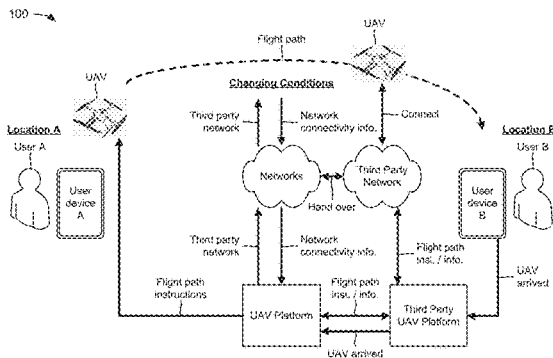 100
Flight path
UAV
UAV
Changing Conditions
Location A
User A
User
device
A
Third party
network
Network
connectivity info.
Connect
Location B
User B
User
device
B
Networks
Third Party
Network
Hand over
Third party
network
Network
connectivity info.
Flight path
inst. / info.
UAV
arrived
Flight path
instructions
UAV Platform
Flight path
inst. / info.
Third Party
UAV Platform
UAV arrived